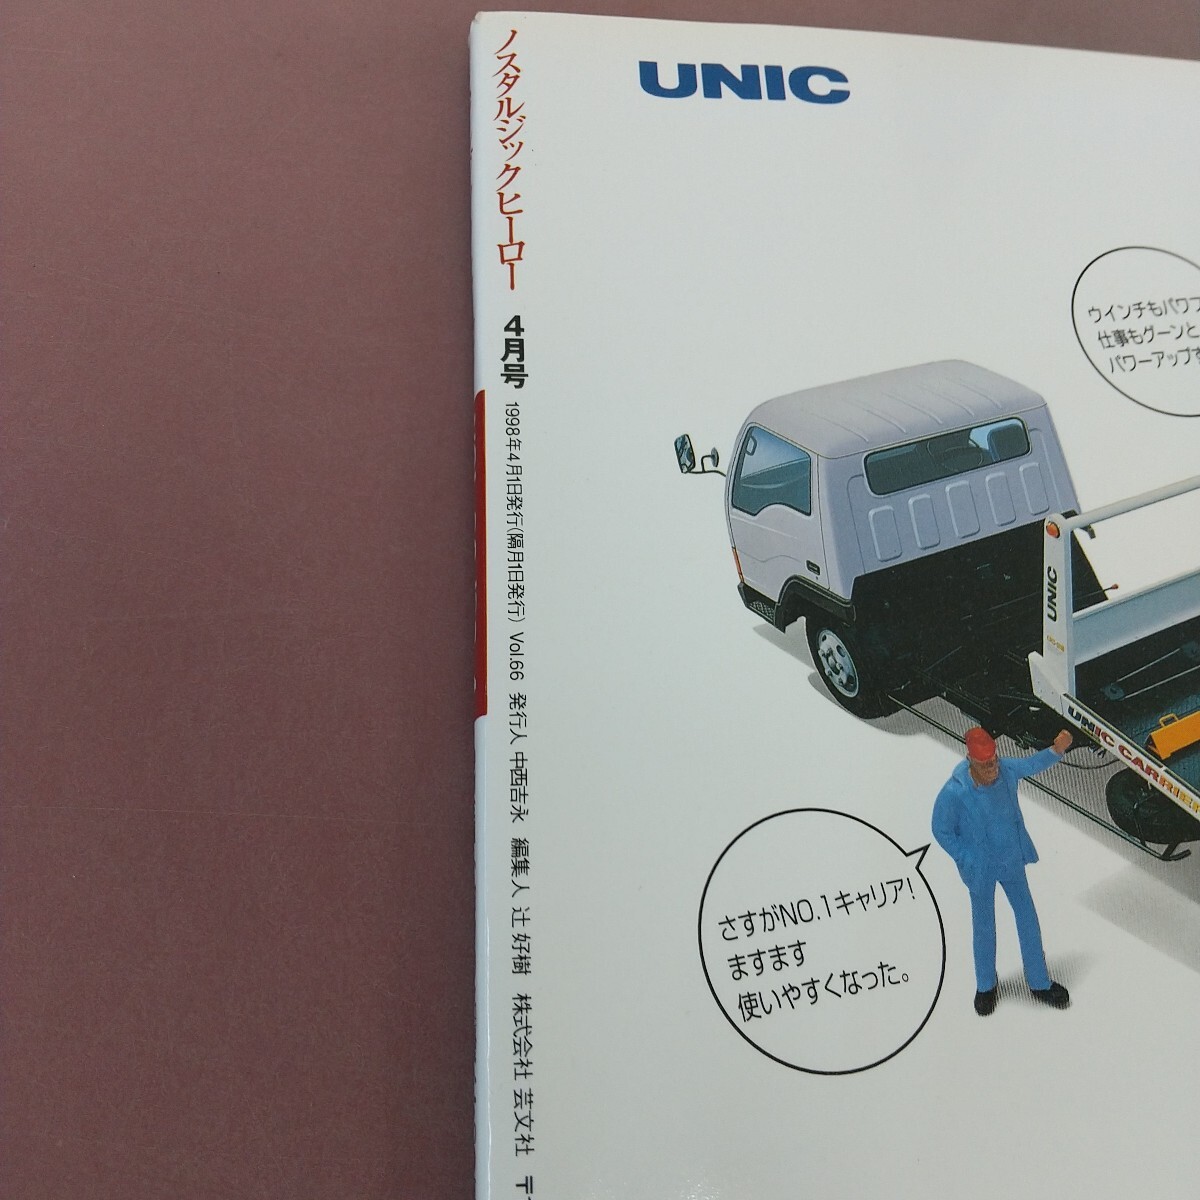 ノスタルジックヒーロー 4月号 1998年4月1日発行(隔月1日発行) Vol.66 発行人 中西吉永 編集人 辻 好樹 株式会社 芸文社 〒
UNIC
ウインチもパワフ
仕事もグーンと
パワーアップ
UNIC
UNIC CARRIER
さすがNO.1キャリア!
ますます
使いやすくなった。